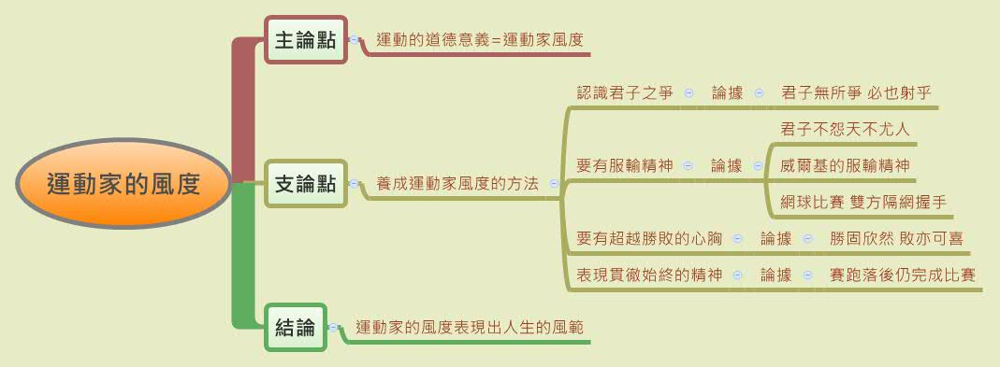 運動家的風度
主論點
運動的道德意義=運動家風度
支論點
養成運動家風度的方法
認識君子之爭
論據
君子無所爭 必也射乎
要有服輸精神
論據
君子不怨天不尤人
威爾基的服輸精神
網球比賽 雙方隔網握手
要有超越勝敗的心胸
論據
勝固欣然 敗亦可喜
表現貫徹始終的精神
論據
賽跑落後仍完成比賽
結論
運動家的風度表現出人生的風範